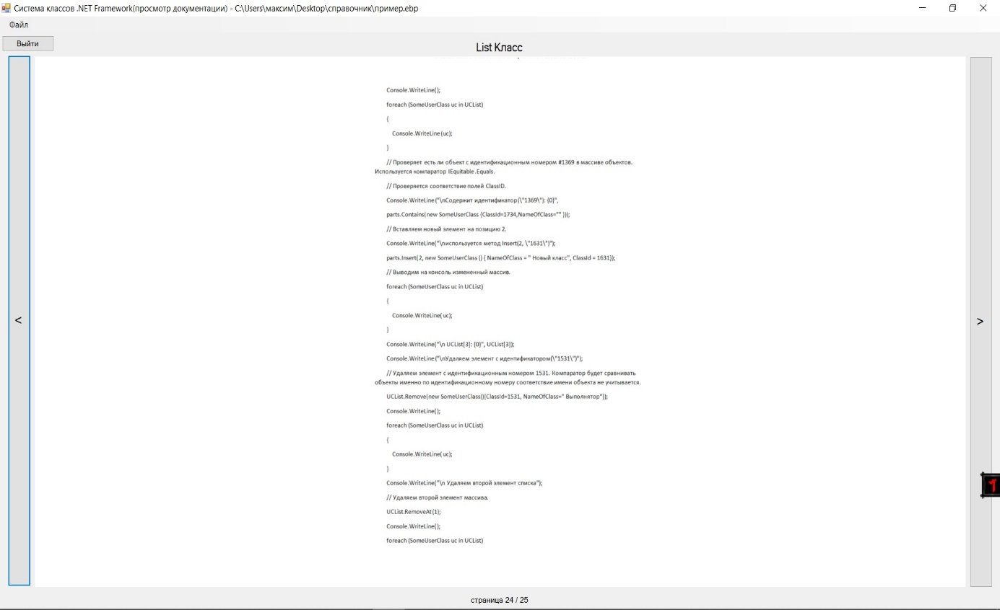 Система классов .NET Framework(просмотр документации) - C:\Users\максим\Desktop\справочник\пример.ebp
Файл
Выйти
List Класс
Console.WriteLine();
foreach (SomeUserClass uc in UCList)
{
Console.WriteLine(uc);
}
// Проверяет есть ли объект с идентификационным номером #1369 в массиве объектов.
Используется компаратор IEquitable.Equals.
// Проверяется соответствие полей ClassID.
Console.WriteLine("\nСодержит идентификатор(\"1369\"): {0}",
parts.Contains(new SomeUserClass {ClassId=1734,NameOfClass="" }));
// Вставляем новый элемент на позицию 2.
Console.WriteLine("\nиспользуется метод Insert(2, \"1631\")");
parts.Insert(2, new SomeUserClass () { NameOfClass = " Новый класс", ClassId = 1631});
// Выводим на консоль измененный массив.
foreach (SomeUserClass uc in UCList)
{
Console.WriteLine( uc);
}
Console.WriteLine("\n UCList[3]: {0}", UCList[3]);
Console.WriteLine("\nУдаляем элемент с идентификатором(\"1531\")");
// Удаляем элемент с идентификационным номером 1531. Компаратор будет сравнивать
объекты именно по идентификационному номеру соответствие имени объекта не учитывается.
UCList.Remove(new SomeUserClass(){ClassId=1531, NameOfClass=" Выполнятор"});
Console.WriteLine();
foreach (SomeUserClass uc in UCList)
{
Console.WriteLine( uc);
}
Console.WriteLine("\n Удаляем второй элемент списка");
// Удаляем второй элемент массива.
UCList.RemoveAt(1);
Console.WriteLine();
foreach (SomeUserClass uc in UCList)
<
>
1
страница 24 / 25